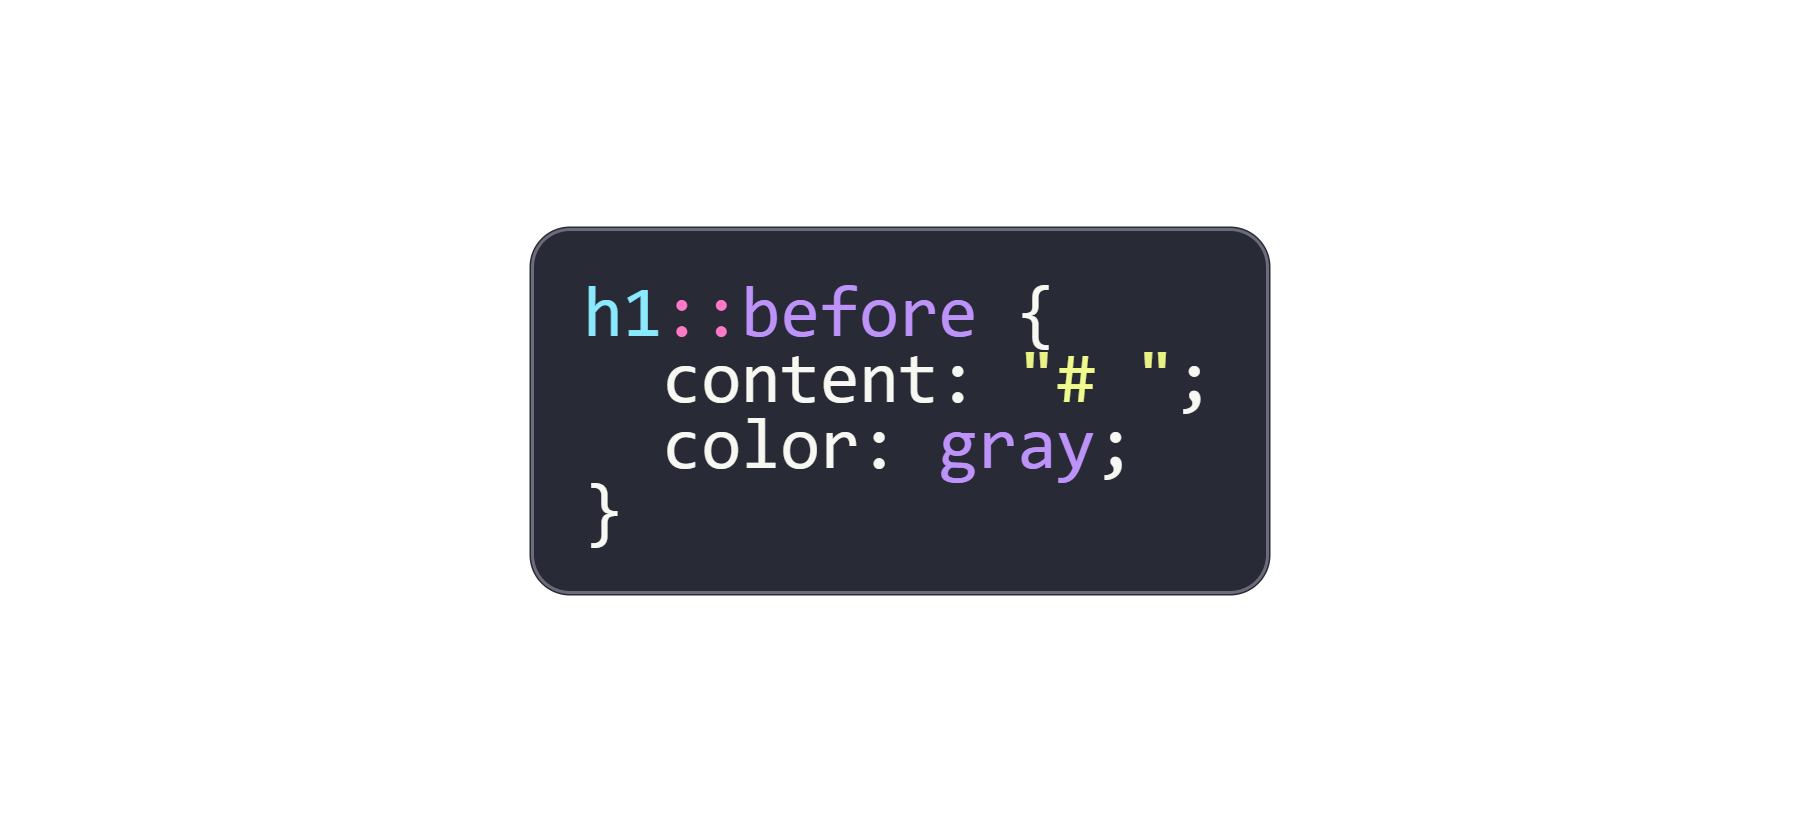 h1::before {
  content: "# ";
  color: gray;
}